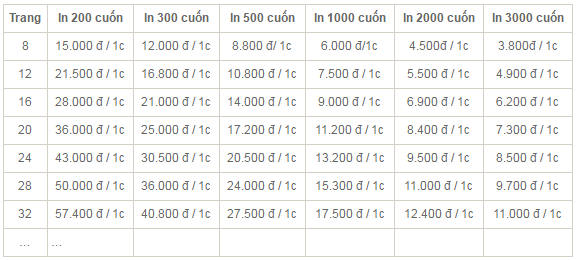 Trang In 200 cuốn In 300 cuốn In 500 cuốn In 1000 cuốn In 2000 cuốn In 3000 cuốn
8 15.000 đ / 1c 12.000 đ / 1c 8.800 đ/ 1c 6.000 đ/1c 4.500đ / 1c 3.800đ/ 1c
12 21.500 đ / 1c 16.800 đ / 1c 10.800 đ / 1c 7.500 đ / 1c 5.500 đ / 1c 4.900 đ / 1c
16 28.000 đ / 1c 21.000 đ / 1c 14.000 đ / 1c 9.000 đ / 1c 6.900 đ / 1c 6.200 đ / 1c
20 36.000 đ / 1c 25.000 đ / 1c 17.200 đ / 1c 11.200 đ / 1c 8.400 đ / 1c 7.300 đ / 1c
24 43.000 đ / 1c 30.500 đ / 1c 20.500 đ / 1c 13.200 đ / 1c 9.500 đ / 1c 8.500 đ / 1c
28 50.000 đ / 1c 36.000 đ / 1c 24.000 đ / 1c 15.300 đ / 1c 11.000 đ / 1c 9.700 đ / 1c
32 57.400 đ / 1c 40.800 đ / 1c 27.500 đ / 1c 17.500 đ / 1c 12.400 đ / 1c 11.000 đ / 1c
... ...